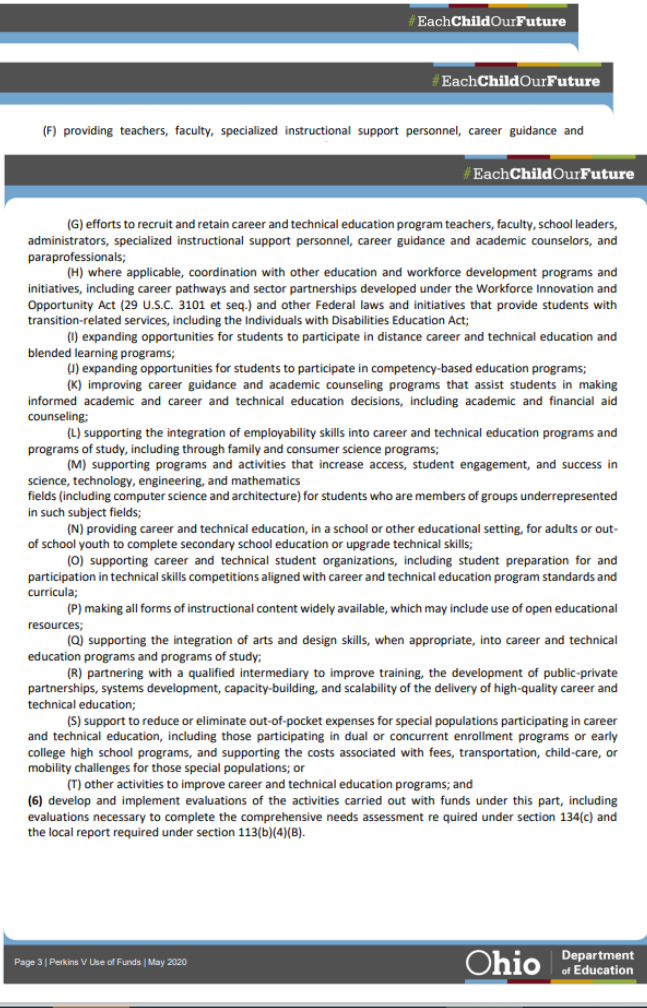 #EachChildOurFuture
#EachChildOurFuture
(F) providing teachers, faculty, specialized instructional support personnel, career guidance and
#EachChildOurFuture
(G) efforts to recruit and retain career and technical education program teachers, faculty, school leaders,
administrators, specialized instructional support personnel, career guidance and academic counselors, and
paraprofessionals;
(H) where applicable, coordination with other education and workforce development programs and
initiatives, including career pathways and sector partnerships developed under the Workforce Innovation and
Opportunity Act (29 U.S.C. 3101 et seq.) and other Federal laws and initiatives that provide students with
transition-related services, including the Individuals with Disabilities Education Act;
(I) expanding opportunities for students to participate in distance career and technical education and
blended learning programs;
(J) expanding opportunities for students to participate in competency-based education programs;
(K) improving career guidance and academic counseling programs that assist students in making
informed academic and career and technical education decisions, including academic and financial aid
counseling;
(L) supporting the integration of employability skills into career and technical education programs and
programs of study, including through family and consumer science programs;
(M) supporting programs and activities that increase access, student engagement, and success in
science, technology, engineering, and mathematics
fields (including computer science and architecture) for students who are members of groups underrepresented
in such subject fields;
(N) providing career and technical education, in a school or other educational setting, for adults or out-
of school youth to complete secondary school education or upgrade technical skills;
(O) supporting career and technical student organizations, including student preparation for and
participation in technical skills competitions aligned with career and technical education program standards and
curricula;
(P) making all forms of instructional content widely available, which may include use of open educational
resources;
(Q) supporting the integration of arts and design skills, when appropriate, into career and technical
education programs and programs of study;
(R) partnering with a qualified intermediary to improve training, the development of public-private
partnerships, systems development, capacity-building, and scalability of the delivery of high-quality career and
technical education;
(S) support to reduce or eliminate out-of-pocket expenses for special populations participating in career
and technical education, including those participating in dual or concurrent enrollment programs or early
college high school programs, and supporting the costs associated with fees, transportation, child-care, or
mobility challenges for those special populations; or
(T) other activities to improve career and technical education programs; and
(6) develop and implement evaluations of the activities carried out with funds under this part, including
evaluations necessary to complete the comprehensive needs assessment re quired under section 134(c) and
the local report required under section 113(b)(4)(B).
Page 3 | Perkins V Use of Funds | May 2020
Ohio Department
of Education